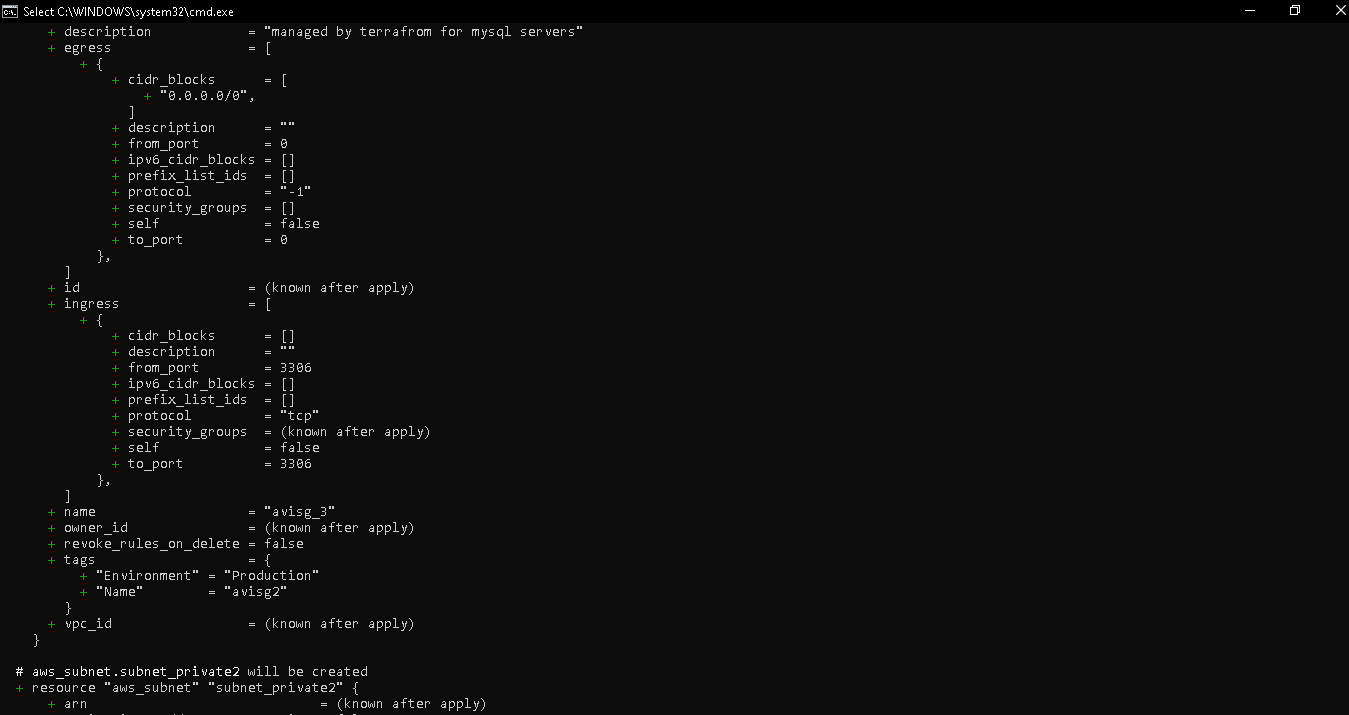 Select C:\WINDOWS\system32\cmd.exe
+ description = "managed by terrafrom for mysql servers"
+ egress = [
+ {
+ cidr_blocks = [
+ "0.0.0.0/0",
]
+ description = ""
+ from_port = 0
+ ipv6_cidr_blocks = []
+ prefix_list_ids = []
+ protocol = "-1"
+ security_groups = []
+ self = false
+ to_port = 0
},
]
+ id = (known after apply)
+ ingress = [
+ {
+ cidr_blocks = []
+ description = ""
+ from_port = 3306
+ ipv6_cidr_blocks = []
+ prefix_list_ids = []
+ protocol = "tcp"
+ security_groups = (known after apply)
+ self = false
+ to_port = 3306
},
]
+ name = "avisg_3"
+ owner_id = (known after apply)
+ revoke_rules_on_delete = false
+ tags = {
+ "Environment" = "Production"
+ "Name" = "avisg2"
}
+ vpc_id = (known after apply)
}
# aws_subnet.subnet_private2 will be created
+ resource "aws_subnet" "subnet_private2" {
+ arn = (known after apply)